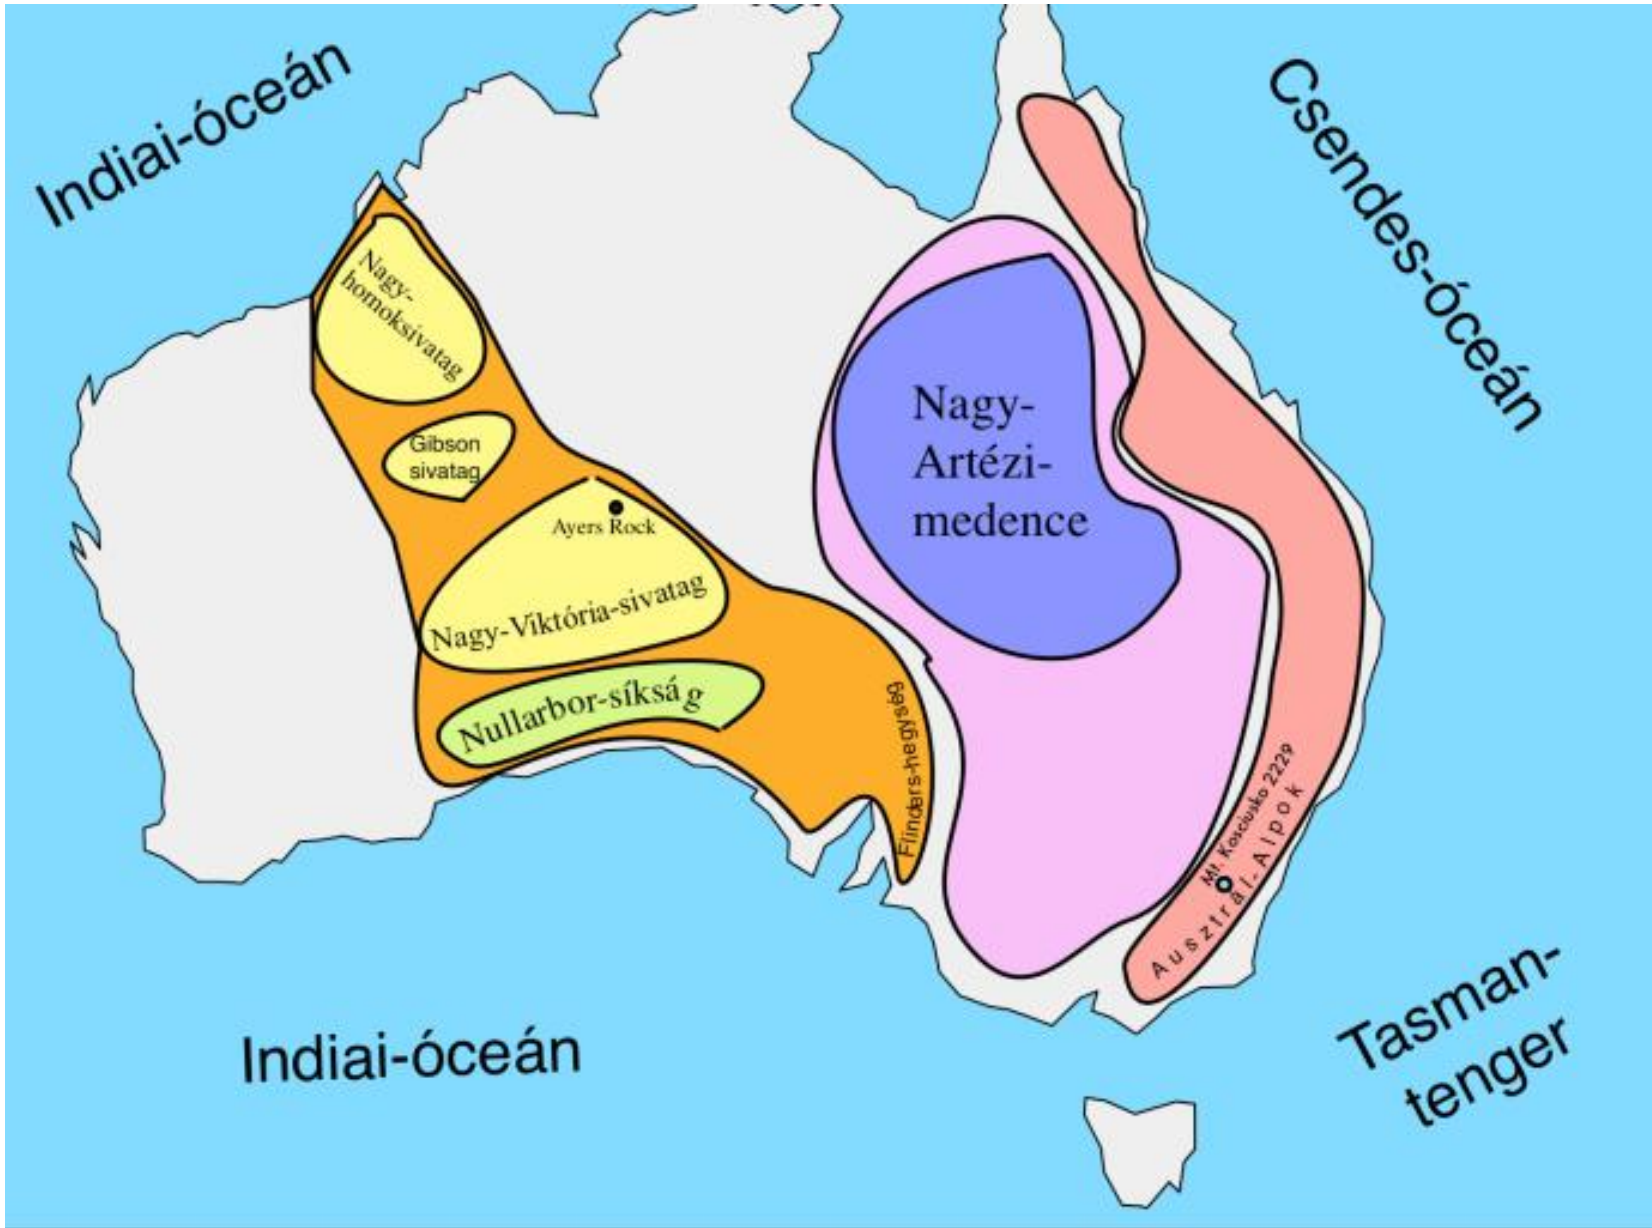 Indiai-óceán
Csendes-óceán
Nagy-
homoksivatag
Gibson
sivatag
Ayers Rock
Nagy-Viktória-sivatag
Nullarbor-síkság
Flinders-hegység
Nagy-
Artézi-
medence
Mt. Kosciusko 2229
Ausztrál-Alpok
Indiai-óceán
Tasman-
tenger